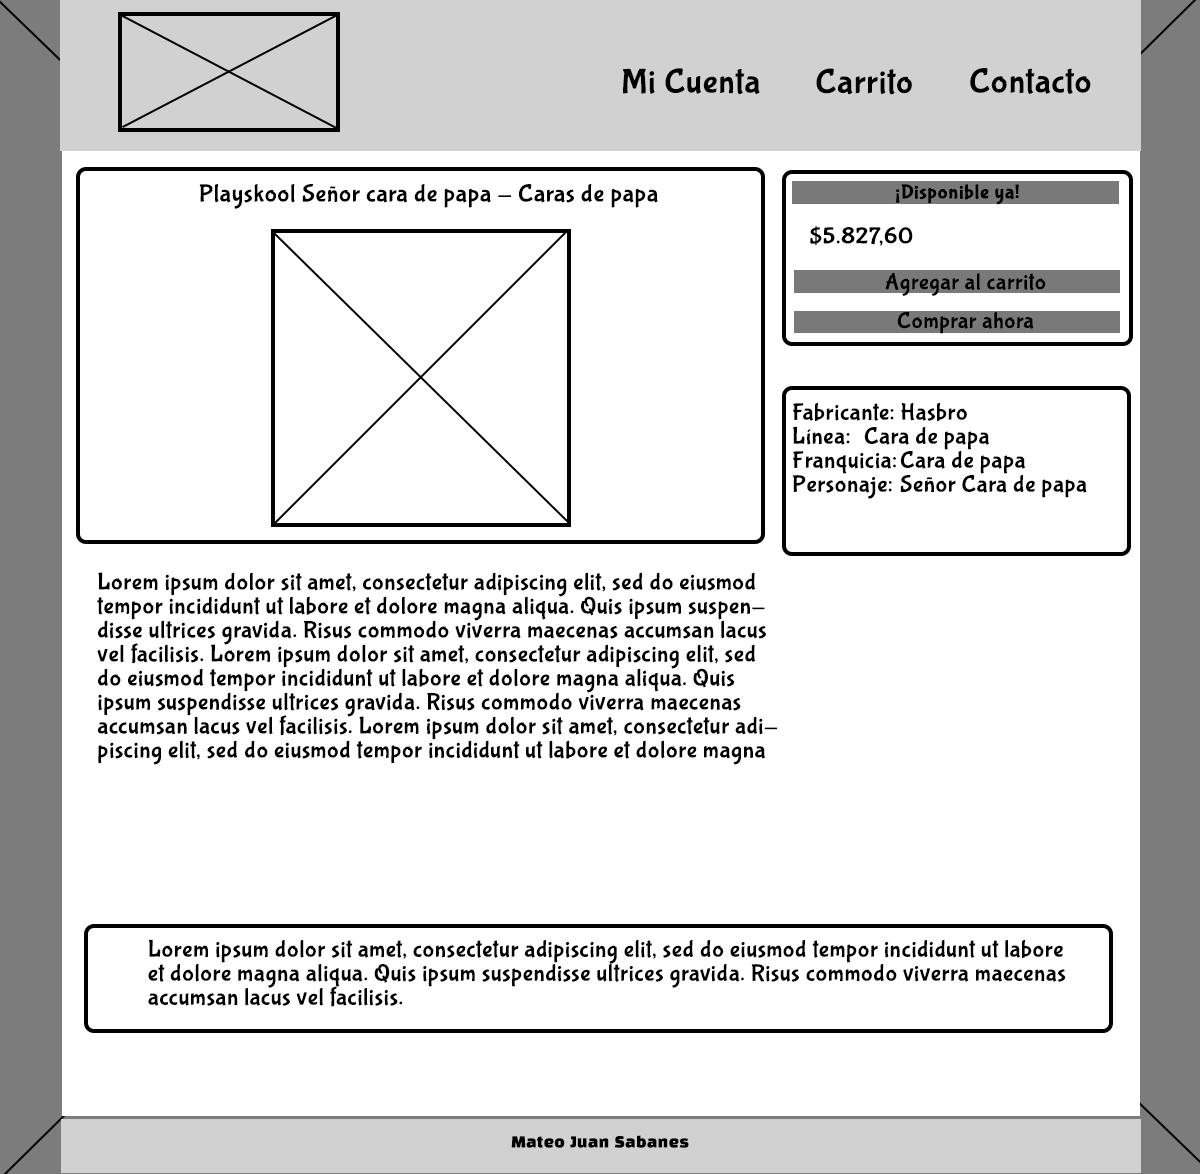 Mi Cuenta Carrito Contacto
Playskool Señor cara de papa – Caras de papa
¡Disponible ya!
$5.827,60
Agregar al carrito
Comprar ahora
Fabricante: Hasbro
Línea: Cara de papa
Franquicia: Cara de papa
Personaje: Señor Cara de papa
Lorem ipsum dolor sit amet, consectetur adipiscing elit, sed do eiusmod
tempor incididunt ut labore et dolore magna aliqua. Quis ipsum suspen–
disse ultrices gravida. Risus commodo viverra maecenas accumsan lacus
vel facilisis. Lorem ipsum dolor sit amet, consectetur adipiscing elit, sed
do eiusmod tempor incididunt ut labore et dolore magna aliqua. Quis
ipsum suspendisse ultrices gravida. Risus commodo viverra maecenas
accumsan lacus vel facilisis. Lorem ipsum dolor sit amet, consectetur adi–
piscing elit, sed do eiusmod tempor incididunt ut labore et dolore magna
Lorem ipsum dolor sit amet, consectetur adipiscing elit, sed do eiusmod tempor incididunt ut labore
et dolore magna aliqua. Quis ipsum suspendisse ultrices gravida. Risus commodo viverra maecenas
accumsan lacus vel facilisis.
Mateo Juan Sabanes